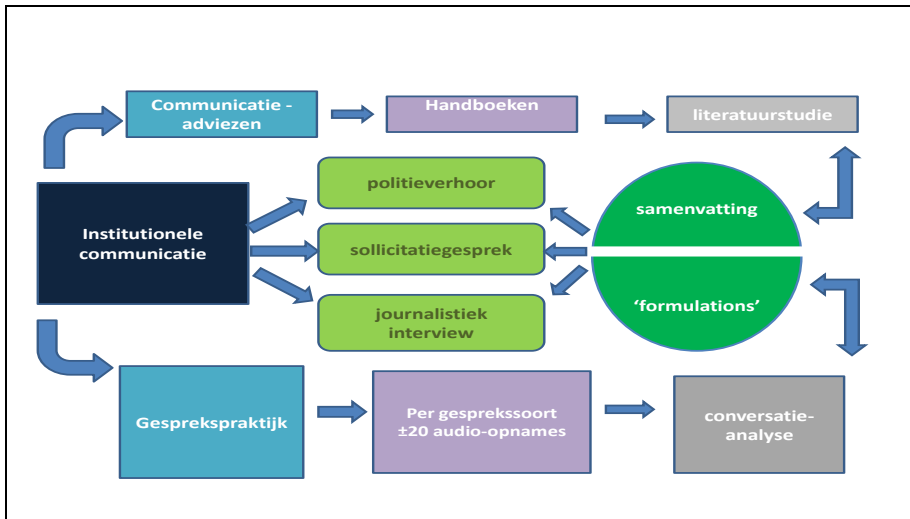 Communicatie -
adviezen
Handboeken
literatuurstudie
politieverhoor
samenvatting
Institutionele
communicatie
sollicitatiegesprek
‘formulations’
journalistiek
interview
Gesprekspraktijk
Per gesprekssoort
±20 audio-opnames
conversatie-
analyse